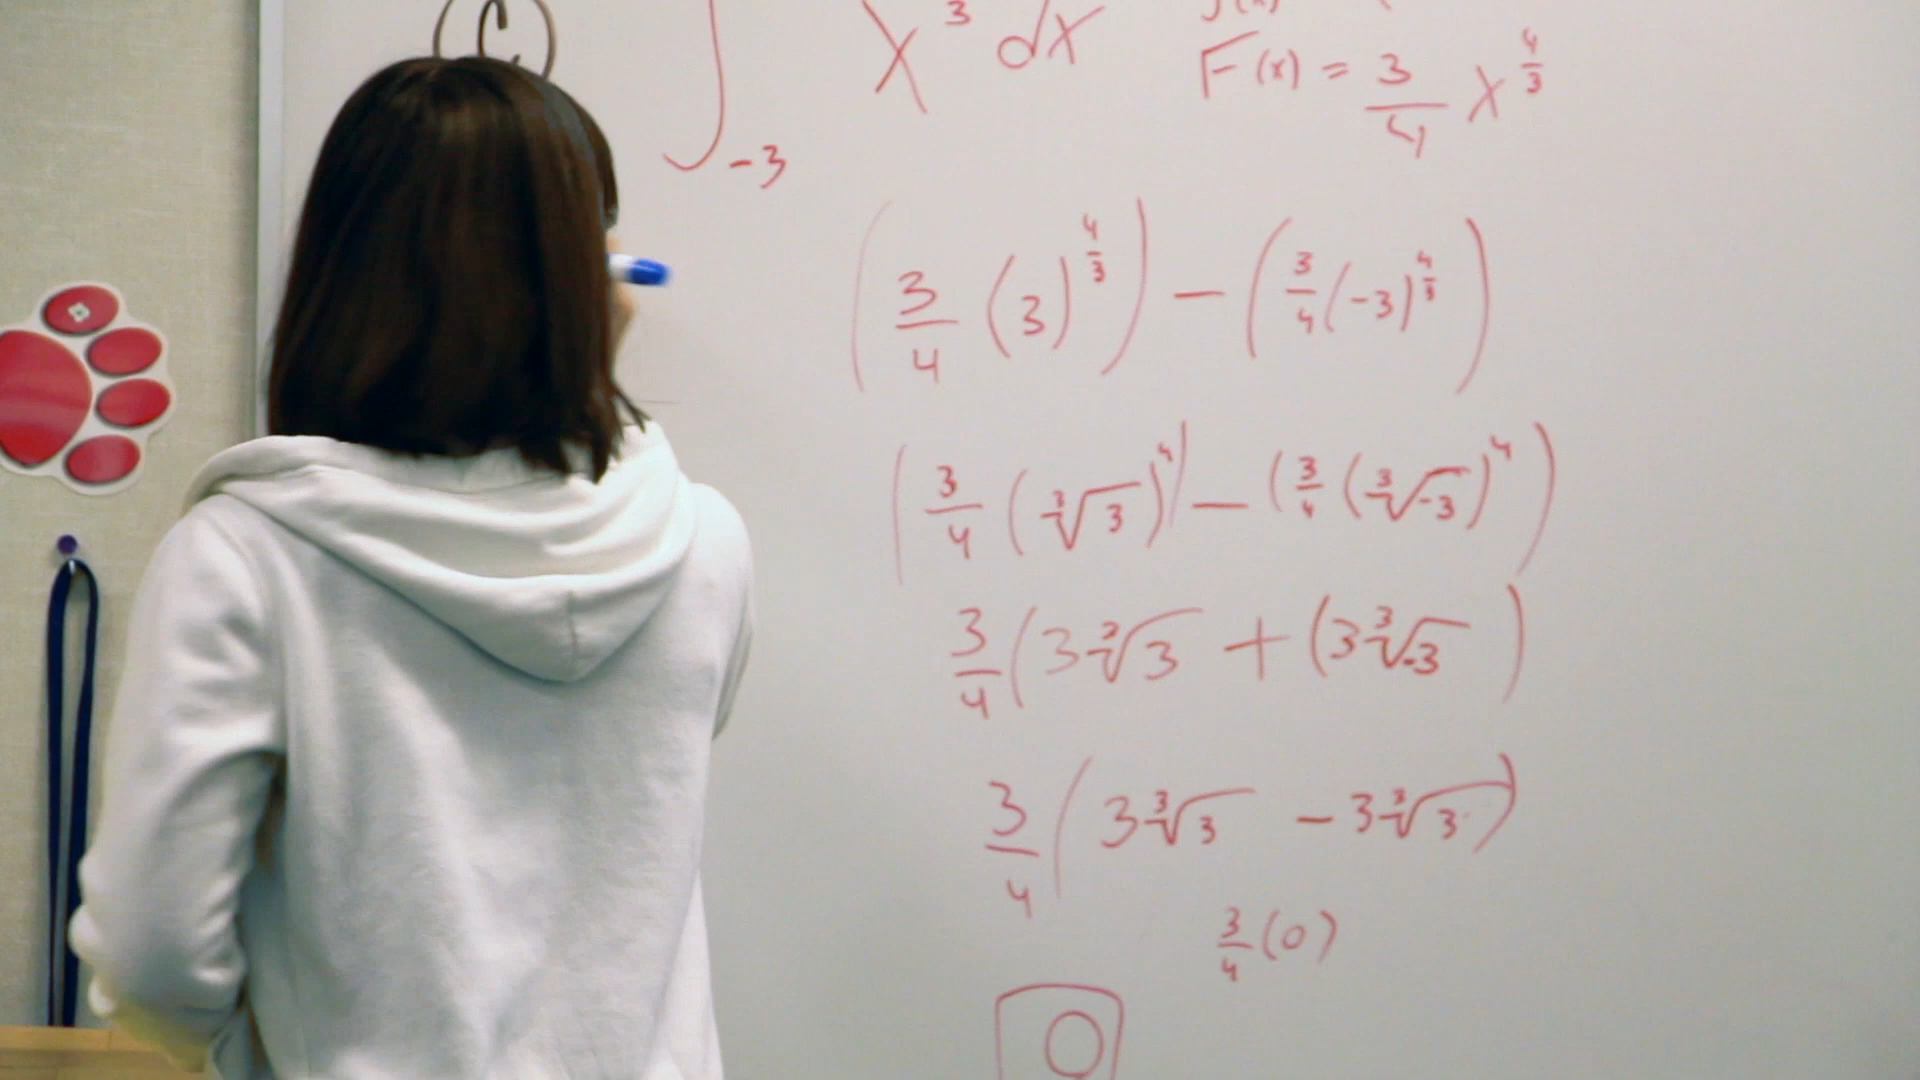 C
∫ -3 x^3 dx
F(x) = 3/4 x^(4/3)
(3/4 (3)^(4/3)) - (3/4 (-3)^(4/3))
(3/4 (∛3)^4) - (3/4 (∛-3)^4)
3/4 (3∛3 + (3∛-3)
3/4 (3∛3 - 3∛3)
3/4 (0)
0